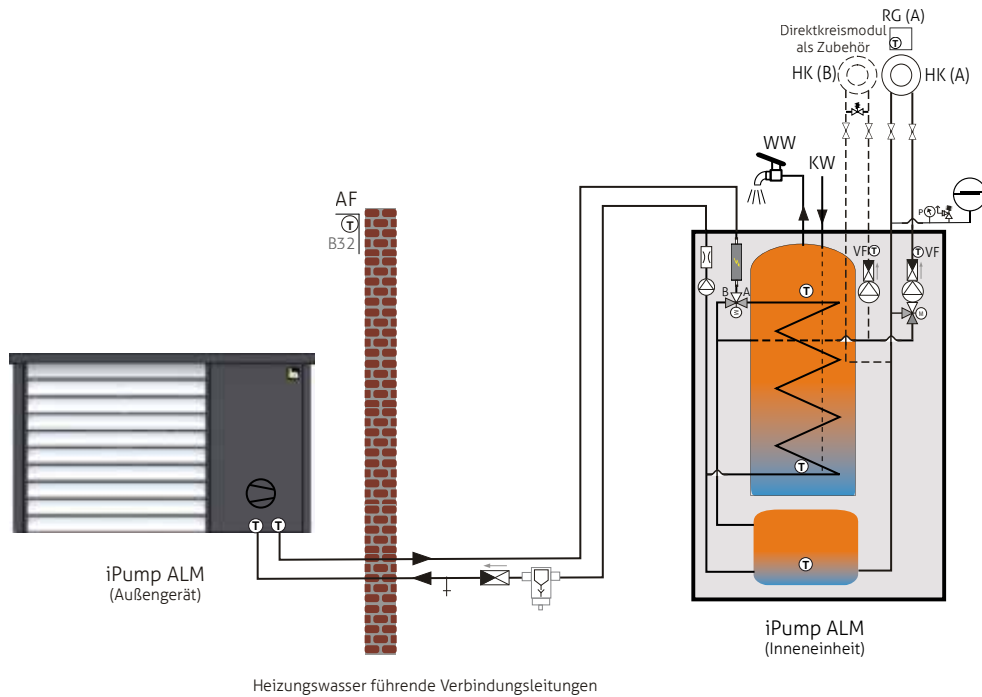 RG (A)
T
Direktkreismodul
als Zubehör
HK (B)
HK (A)
WW
KW
P
AF
T
B32
VF T
T VF
B A
M
M
T
T
T
T T
iPump ALM
(Außengerät)
iPump ALM
(Inneneinheit)
Heizungswasser führende Verbindungsleitungen